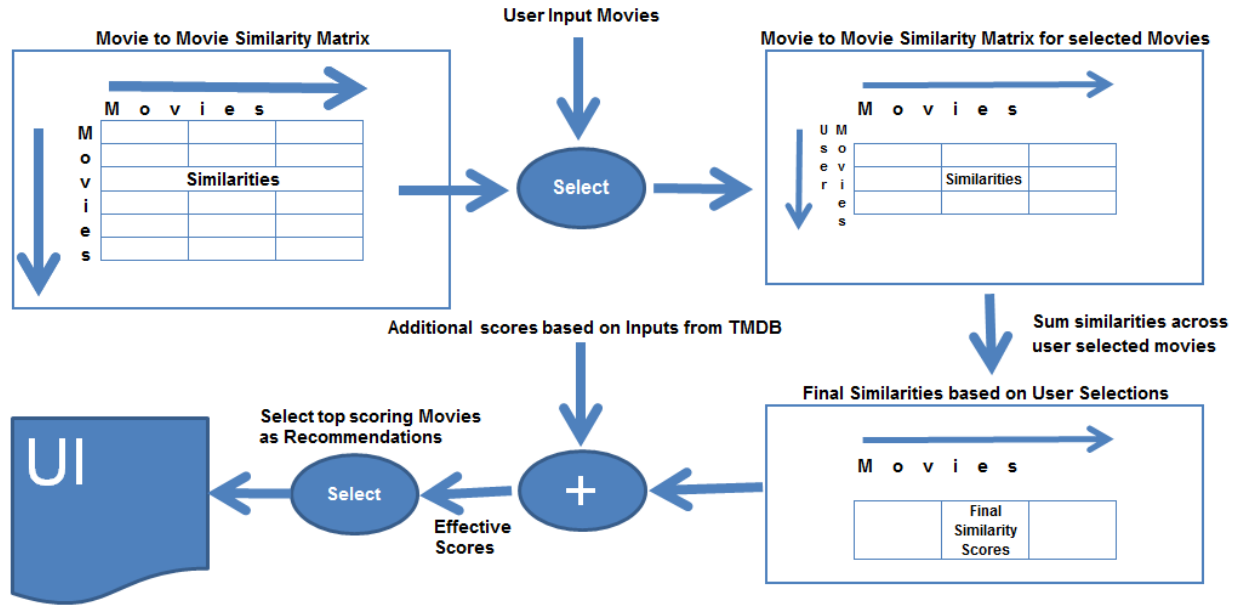 User Input Movies
Movie to Movie Similarity Matrix
M o v i e s
M
o
v
i
e
s
Similarities
Select
Movie to Movie Similarity Matrix for selected Movies
M o v i e s
User
Movies
Similarities
Sum similarities across
user selected movies
Final Similarities based on User Selections
M o v i e s
Final
Similarity
Scores
Additional scores based on Inputs from TMDB
+
Effective
Scores
Select top scoring Movies
as Recommendations
Select
UI